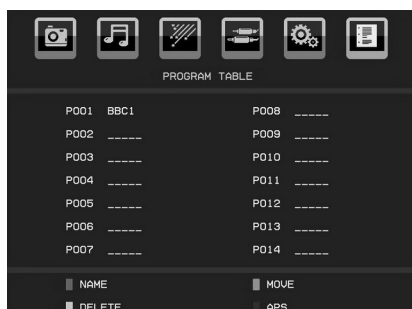 PROGRAM TABLE
P001 BBC1 P008 _____
P002 _____ P009 _____
P003 _____ P010 _____
P004 _____ P011 _____
P005 _____ P012 _____
P006 _____ P013 _____
P007 _____ P014 _____
NAME MOVE
DELETE APS